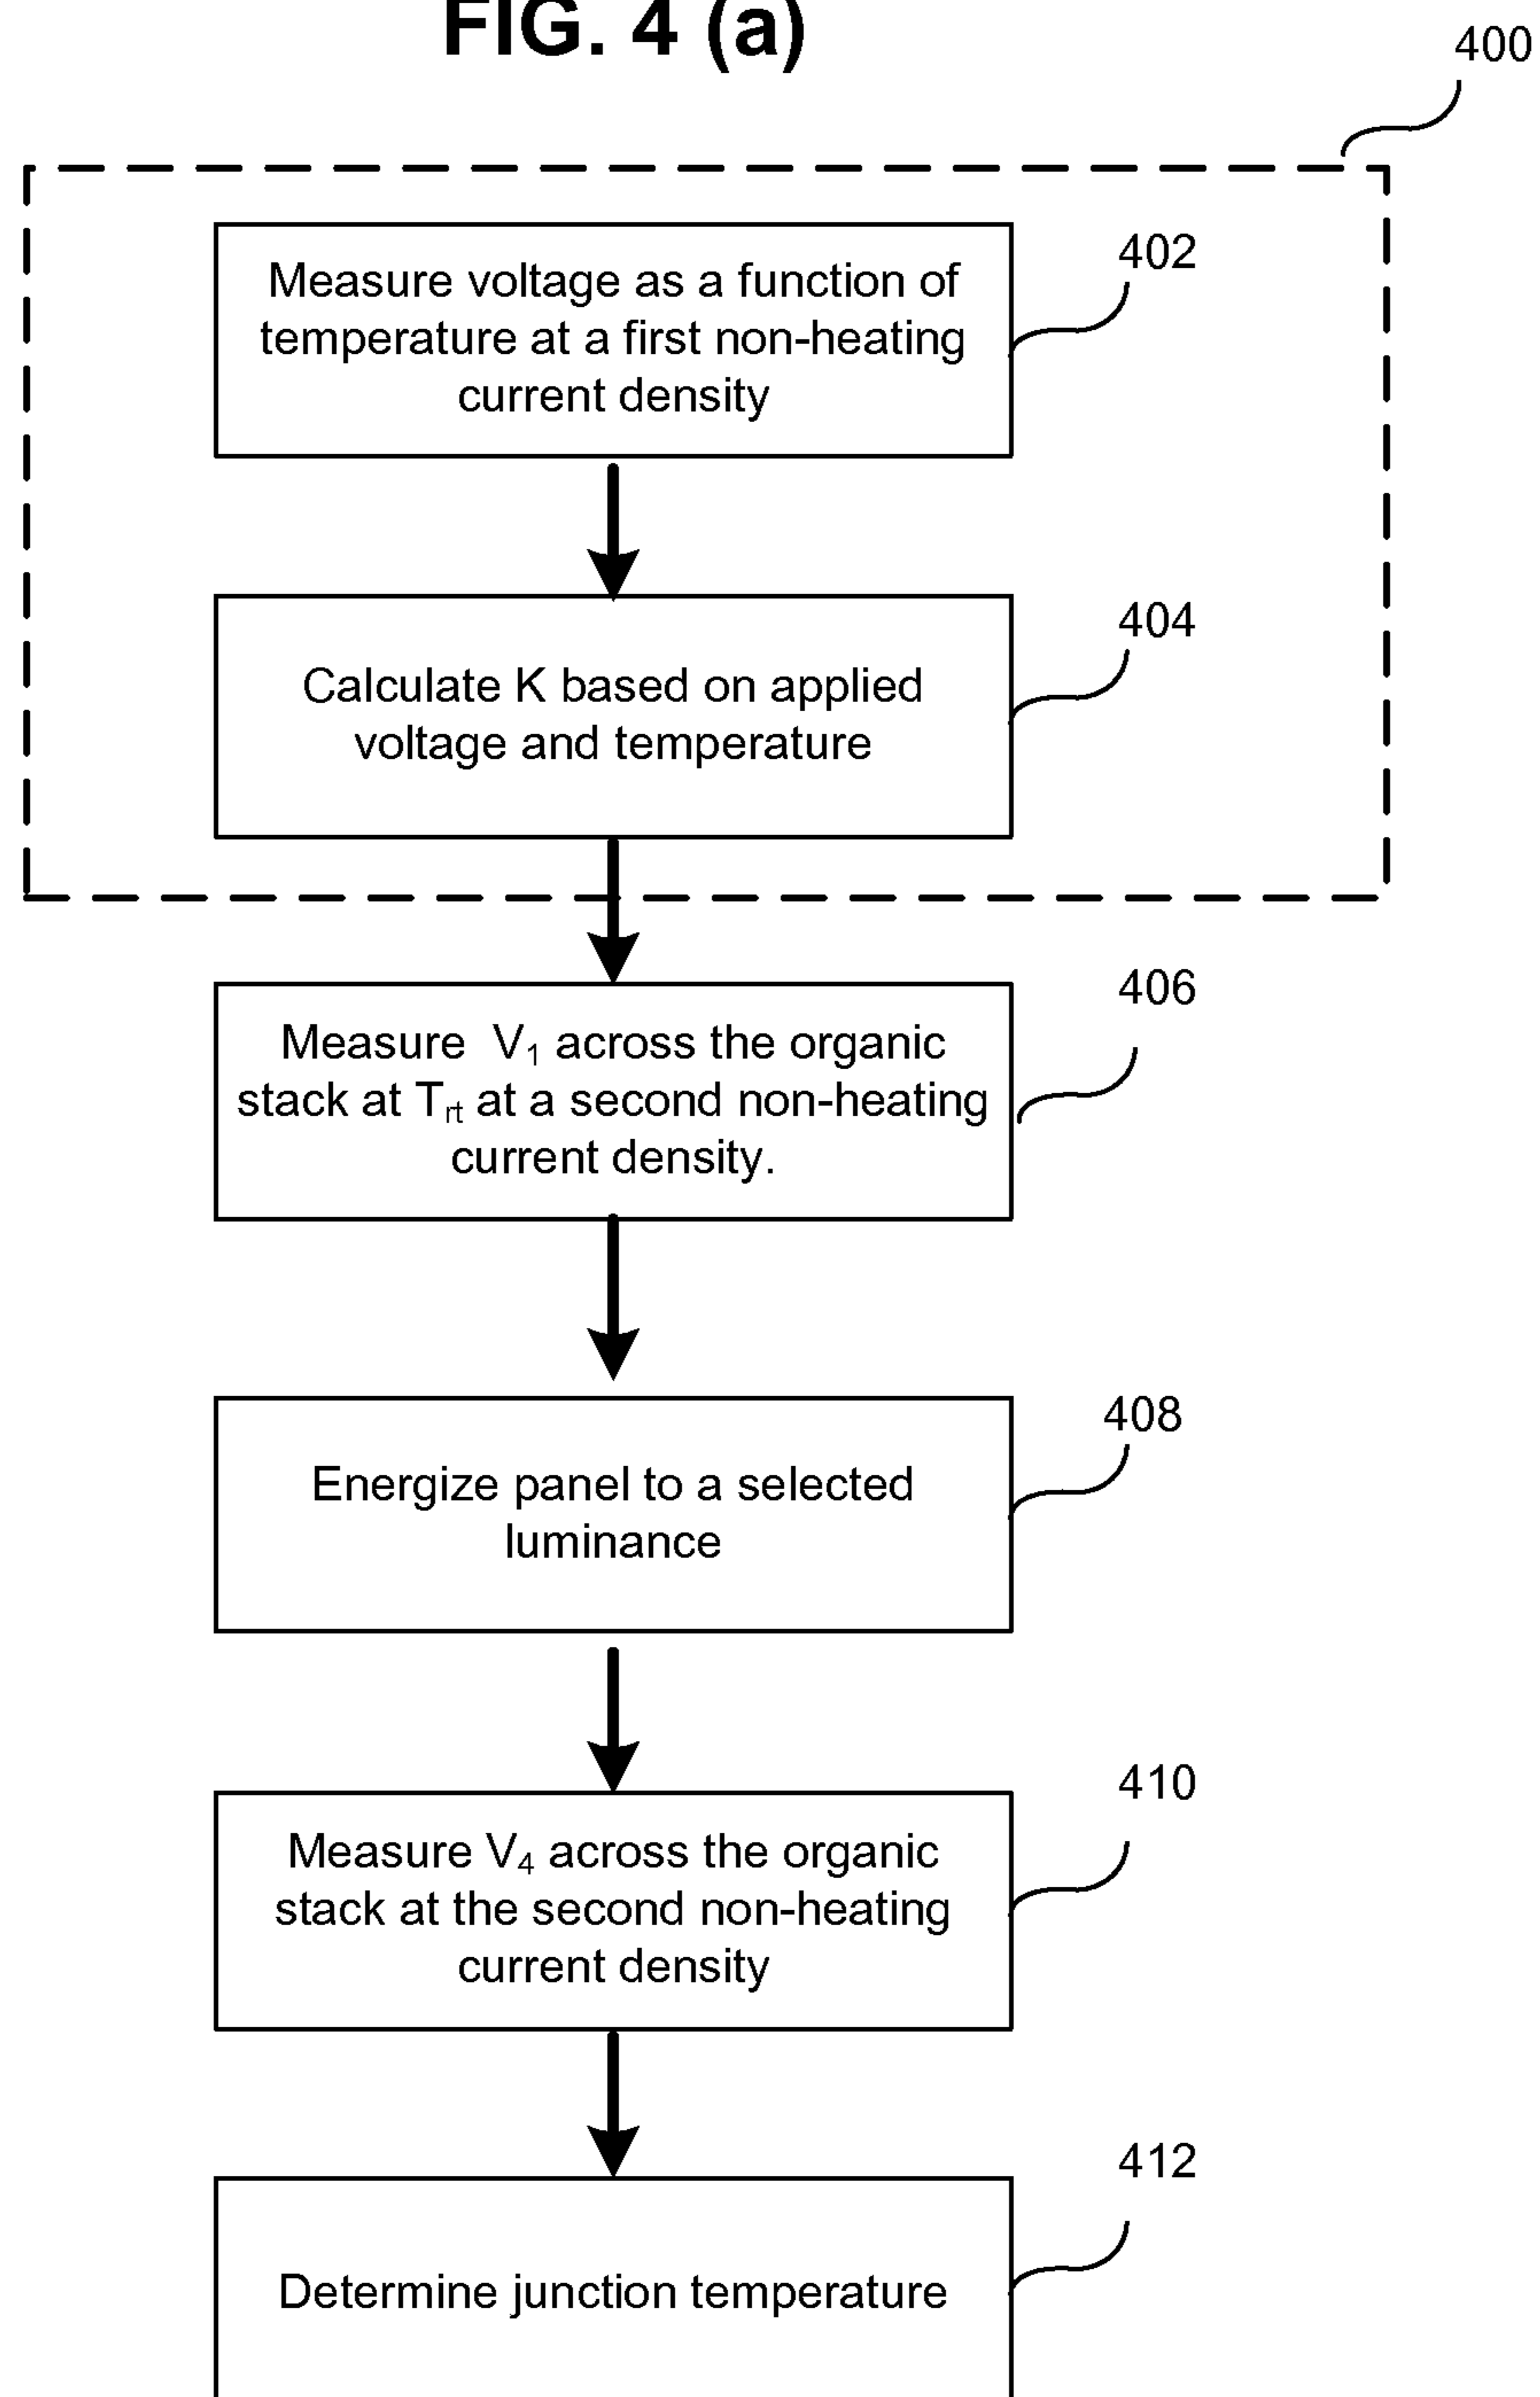 FIG. 4 (a)
400
Measure voltage as a function of
temperature at a first non-heating
current density
402
Calculate K based on applied
voltage and temperature
404
Measure V₁ across the organic
stack at Tᵣₜ at a second non-heating
current density.
406
Energize panel to a selected
luminance
408
Measure V₄ across the organic
stack at the second non-heating
current density
410
Determine junction temperature
412